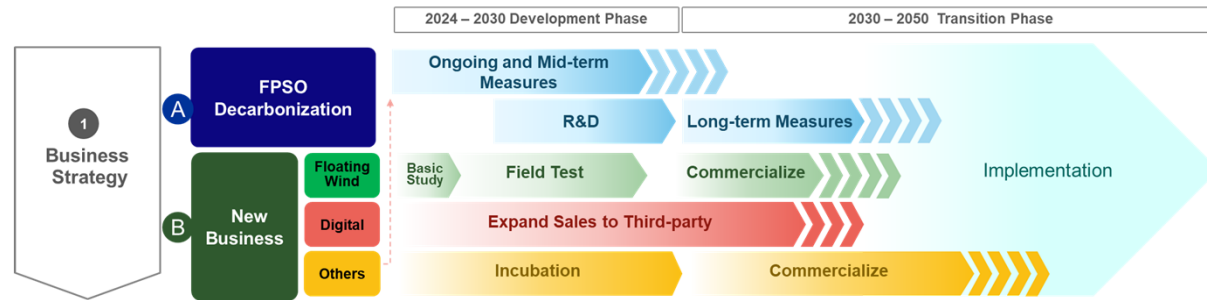 2024 – 2030 Development Phase
2030 – 2050 Transition Phase
1
Business
Strategy
A
FPSO
Decarbonization
Ongoing and Mid-term
Measures
R&D
Long-term Measures
B
New
Business
Floating
Wind
Basic
Study
Field Test
Commercialize
Digital
Expand Sales to Third-party
Others
Incubation
Commercialize
Implementation